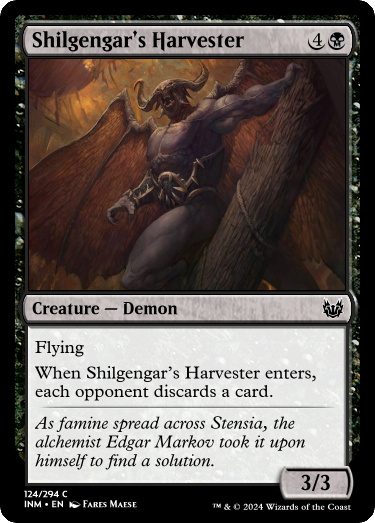 Shilgengar's Harvester 4
Creature — Demon
Flying
When Shilgengar's Harvester enters,
each opponent discards a card.
As famine spread across Stensia, the
alchemist Edgar Markov took it upon
himself to find a solution.
3/3
124/294 C
INM • EN Fares Maese
™ & © 2024 Wizards of the Coast